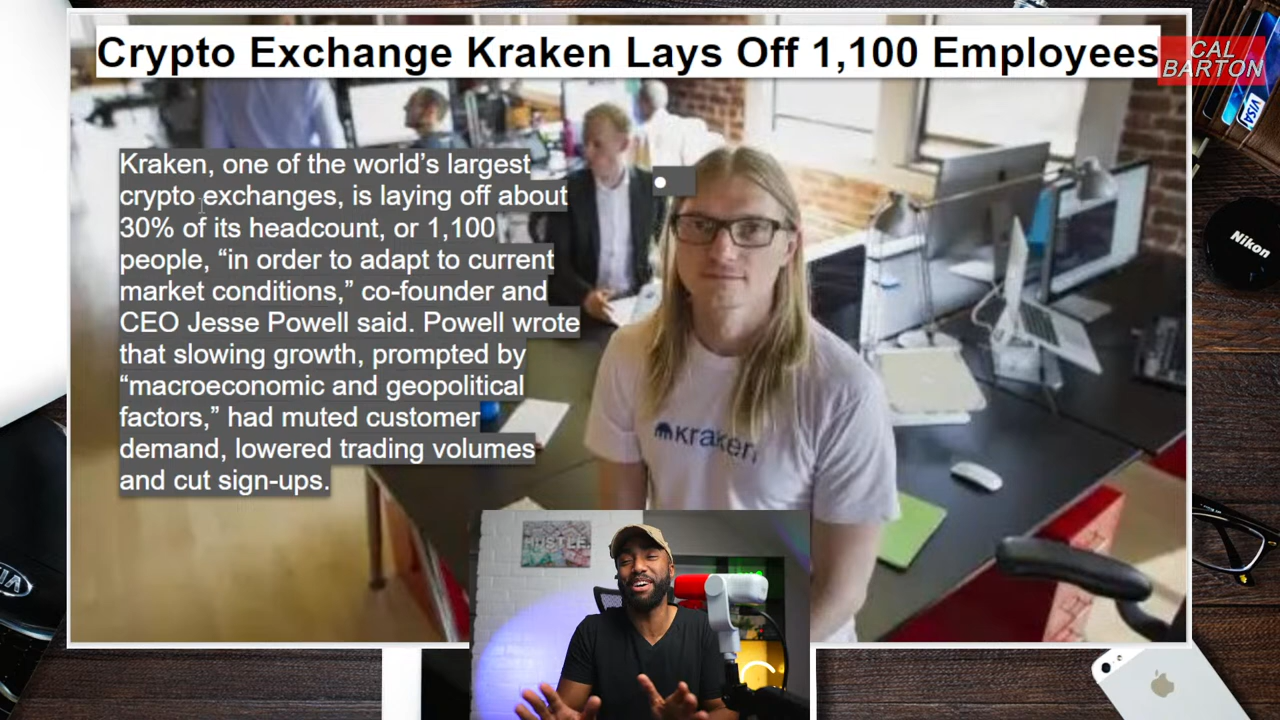 Crypto Exchange Kraken Lays Off 1,100 Employees
CAL
BARTON
VISA
Kraken, one of the world’s largest
crypto exchanges, is laying off about
30% of its headcount, or 1,100
people, “in order to adapt to current
market conditions,” co-founder and
CEO Jesse Powell said. Powell wrote
that slowing growth, prompted by
“macroeconomic and geopolitical
factors,” had muted customer
demand, lowered trading volumes
and cut sign-ups.
Nikon
kraken
HUSTLE